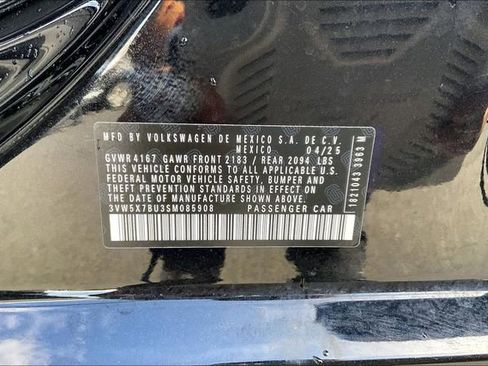 MFD BY VOLKSWAGEN DE MEXICO S.A. DE C.V.
MEXICO 04/25
GVWR 4167 GAWR FRONT 2183 / REAR 2094 LBS
THIS VEHICLE CONFORMS TO ALL APPLICABLE U.S.
FEDERAL MOTOR VEHICLE SAFETY, BUMPER AND
THEFT PREVENTION STANDARDS IN EFFECT ON
THE DATE OF MANUFACTURE SHOWN ABOVE.
3VW5X7BU3SM085908 PASSENGER CAR
1821043 3963 M